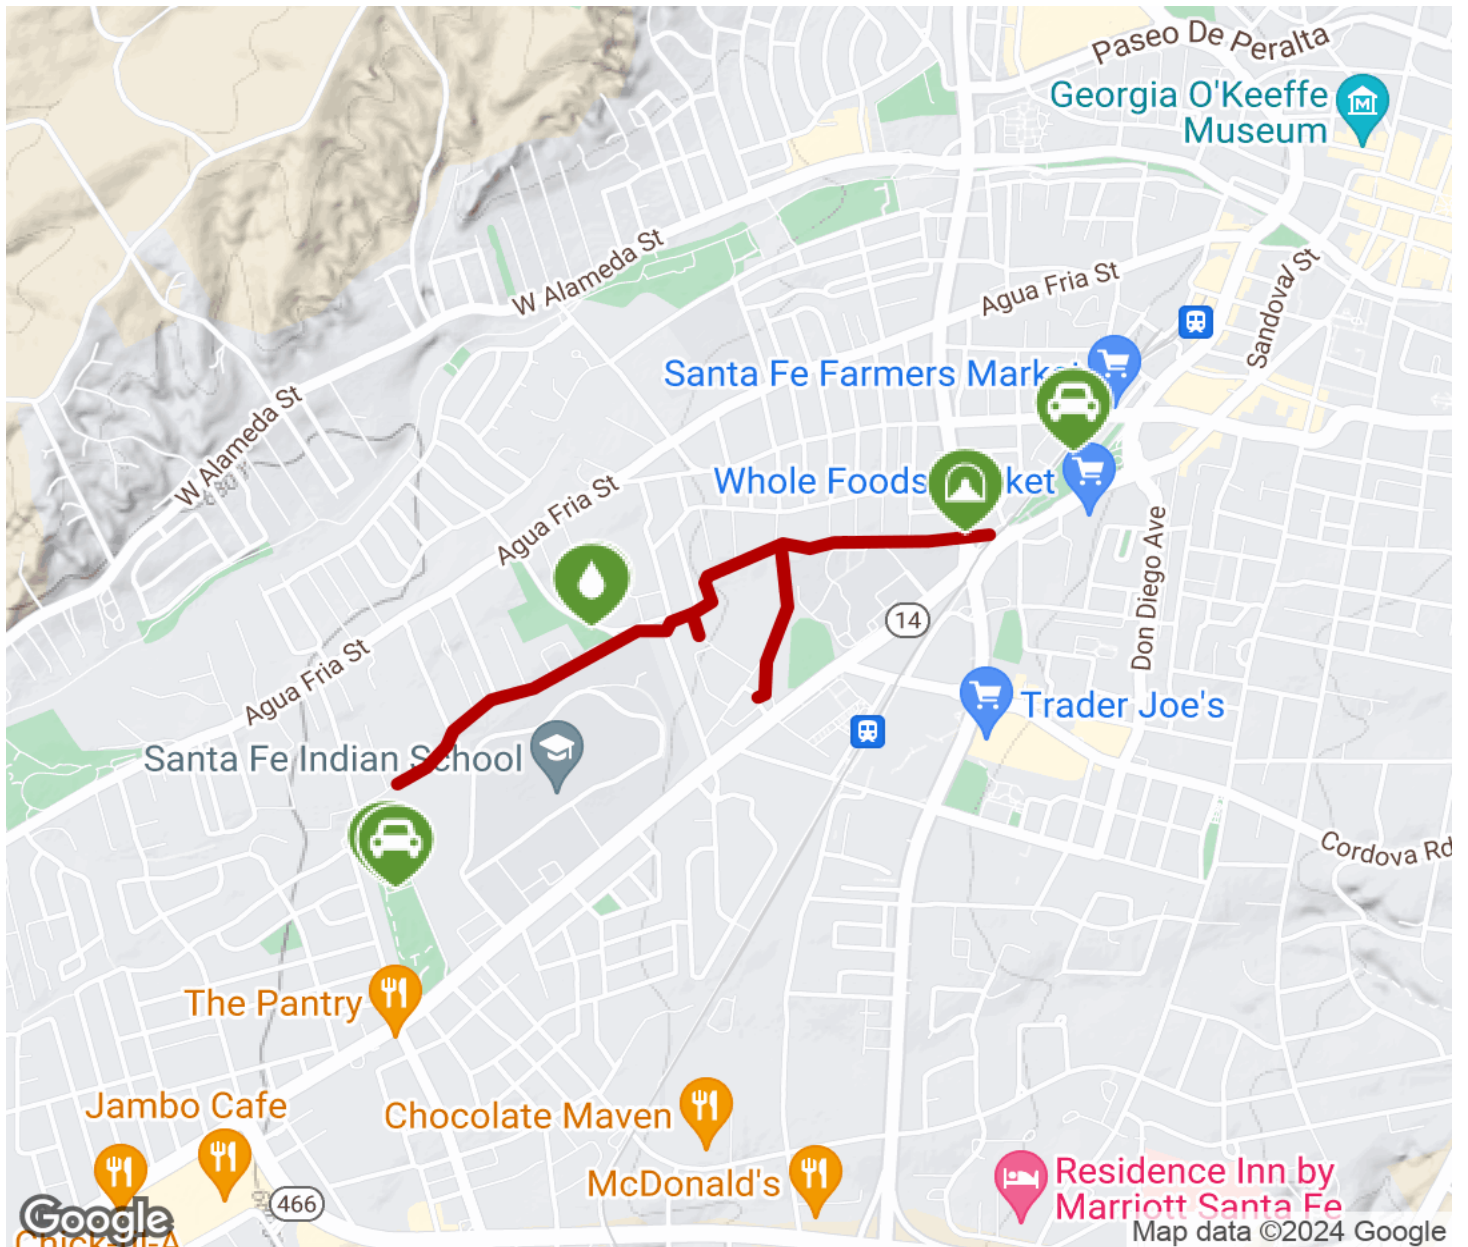 Paseo De Peralta
Georgia O'Keeffe
Museum
W Alameda St
Agua Fria St
Sandoval St
Santa Fe Farmers Mark
W Alameda St
Whole Foods
ket
Agua Fria St
Don Diego Ave
14
Agua Fria St
Trader Joe's
Santa Fe Indian School
Cordova Rd
The Pantry
Jambo Cafe
Chocolate Maven
McDonald's
Residence Inn by
Marriott Santa Fe
466
Google
Map data ©2024 Google